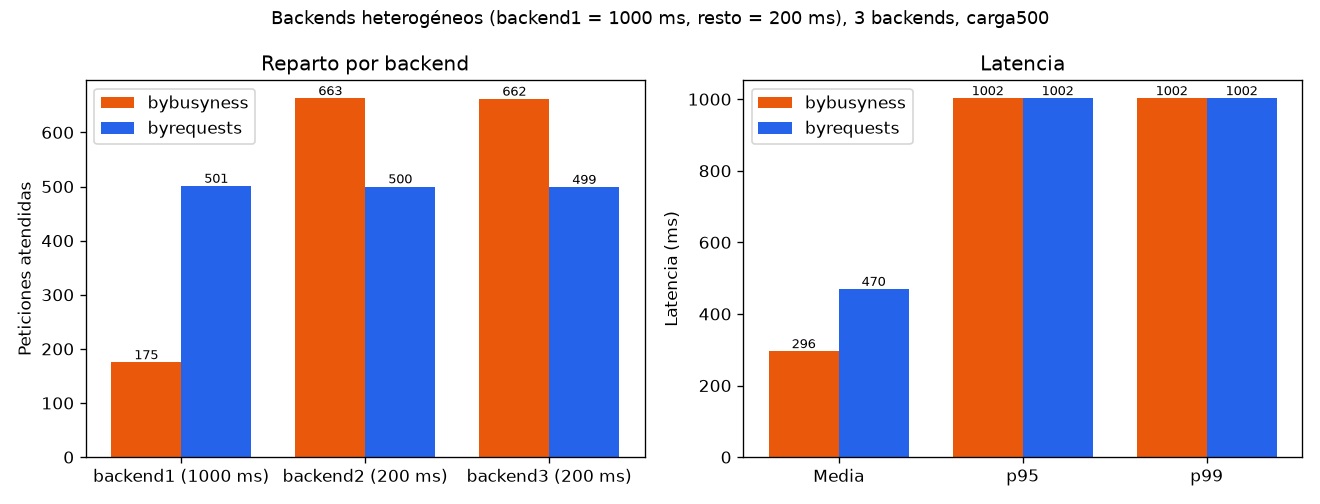 Backends heterogéneos (backend1 = 1000 ms, resto = 200 ms), 3 backends, carga500
Reparto por backend
bybusyness
byrequests
Peticiones atendidas
600
500
400
300
200
100
0
175
501
663
500
662
499
backend1 (1000 ms)
backend2 (200 ms)
backend3 (200 ms)
Latencia
bybusyness
byrequests
Latencia (ms)
1000
800
600
400
200
0
296
470
1002
1002
1002
1002
Media
p95
p99